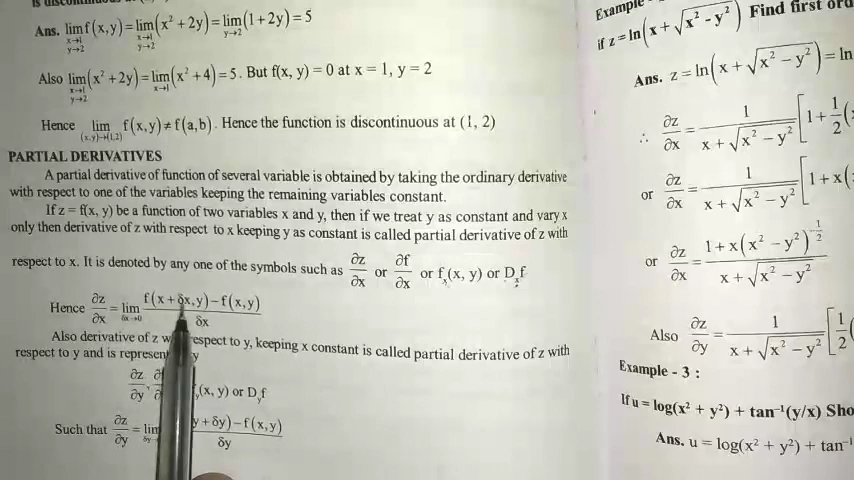 is discontinuous at
Ans. lim x→1 y→2 f(x,y) = lim x→1 y→2 (x² + 2y) = lim y→2 (1 + 2y) = 5
Also lim x→1 y→2 (x² + 2y) = lim x→1 (x² + 4) = 5. But f(x, y) = 0 at x = 1, y = 2
Hence lim (x,y)→(1,2) f(x,y) ≠ f(a,b). Hence the function is discontinuous at (1, 2)
PARTIAL DERIVATIVES
A partial derivative of function of several variable is obtained by taking the ordinary derivative
with respect to one of the variables keeping the remaining variables constant.
If z = f(x, y) be a function of two variables x and y, then if we treat y as constant and vary x
only then derivative of z with respect to x keeping y as constant is called partial derivative of z with
respect to x. It is denoted by any one of the symbols such as ∂z/∂x or ∂f/∂x or fₓ(x, y) or Dₓf
Hence ∂z/∂x = lim δx→0 f(x + δx, y) − f(x, y) / δx
Also derivative of z w espect to y, keeping x constant is called partial derivative of z with
respect to y and is represen y
∂z/∂y, ∂f/∂ y(x, y) or D_y f
Such that ∂z/∂y = lim δy→ y + δy) − f(x, y) / δy
Example
if z = ln(x + √(x² − y²)) Find first ord
Ans. z = ln(x + √(x² − y²)) = ln
∴ ∂z/∂x = 1/(x + √(x² − y²)) [1 + 1/2 (
or ∂z/∂x = 1/(x + √(x² − y²)) [1 + x(
or ∂z/∂x = 1 + x(x² − y²)^(−1/2) / (x + √(x² − y²))
Also ∂z/∂y = 1/(x + √(x² − y²)) [1/2
Example - 3 :
If u = log(x² + y²) + tan⁻¹(y/x) Sho
Ans. u = log(x² + y²) + tan⁻¹